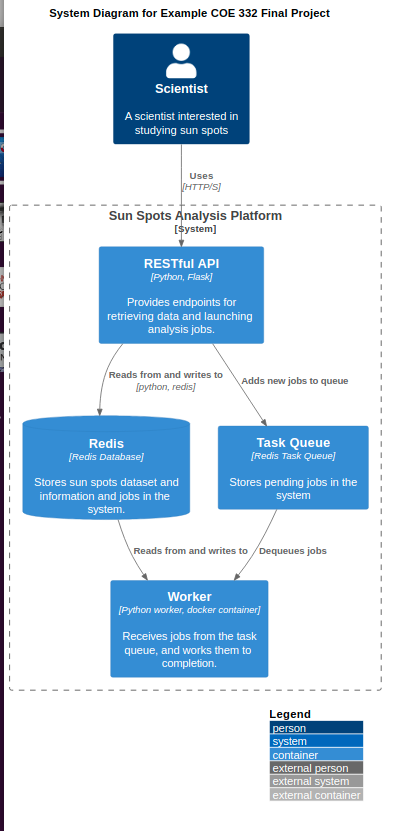 System Diagram for Example COE 332 Final Project
Scientist
A scientist interested in
studying sun spots
Uses
[HTTP/S]
Sun Spots Analysis Platform
[System]
RESTful API
[Python, Flask]
Provides endpoints for
retrieving data and launching
analysis jobs.
Reads from and writes to
[python, redis]
Adds new jobs to queue
Redis
[Redis Database]
Stores sun spots dataset and
information and jobs in the
system.
Task Queue
[Redis Task Queue]
Stores pending jobs in the
system
Reads from and writes to
Dequeues jobs
Worker
[Python worker, docker container]
Receives jobs from the task
queue, and works them to
completion.
Legend
person
system
container
external person
external system
external container